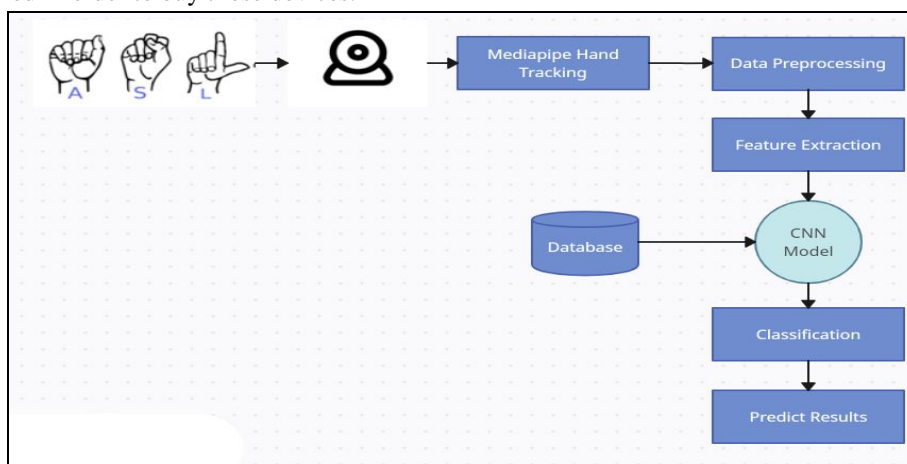 A S L
Mediapipe Hand
Tracking
Data Preprocessing
Feature Extraction
Database
CNN
Model
Classification
Predict Results